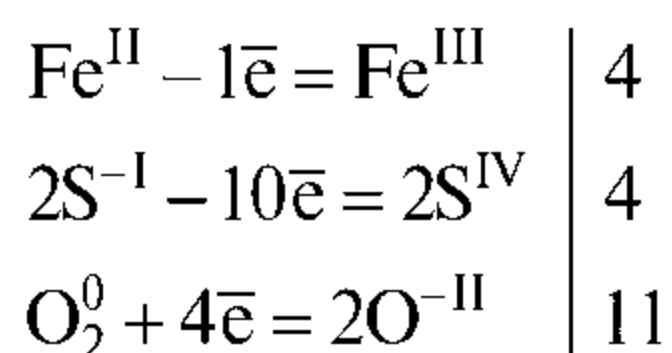 Fe^II – 1e̅ = Fe^III | 4
2S^–I – 10e̅ = 2S^IV | 4
O₂^0 + 4e̅ = 2O^–II | 11